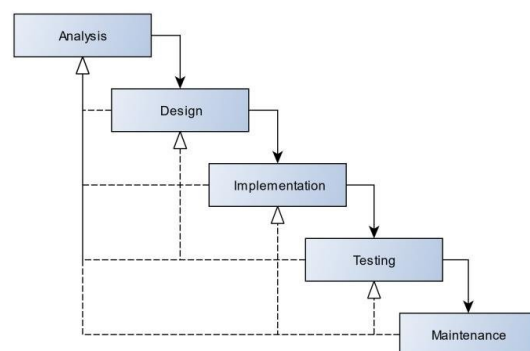 Analysis
Design
Implementation
Testing
Maintenance